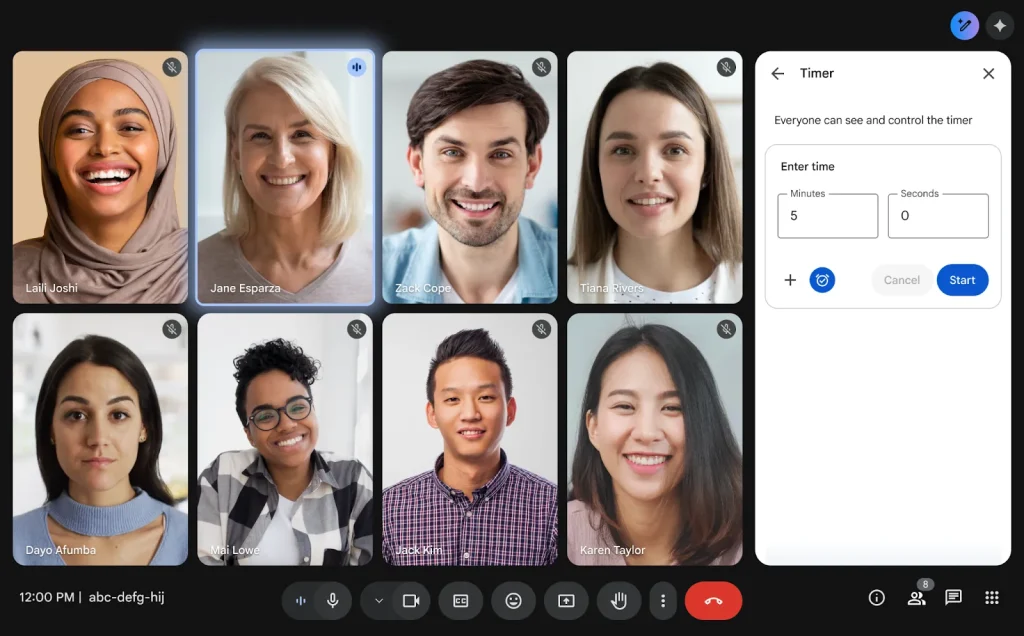 Timer
Everyone can see and control the timer
Enter time
Minutes
5
Seconds
0
Cancel
Start
Laili Joshi
Jane Esparza
Zack Cope
Tiana Rivers
Dayo Afumba
Mai Lowe
Jack Kim
Karen Taylor
12:00 PM | abc-defg-hij
CC
8